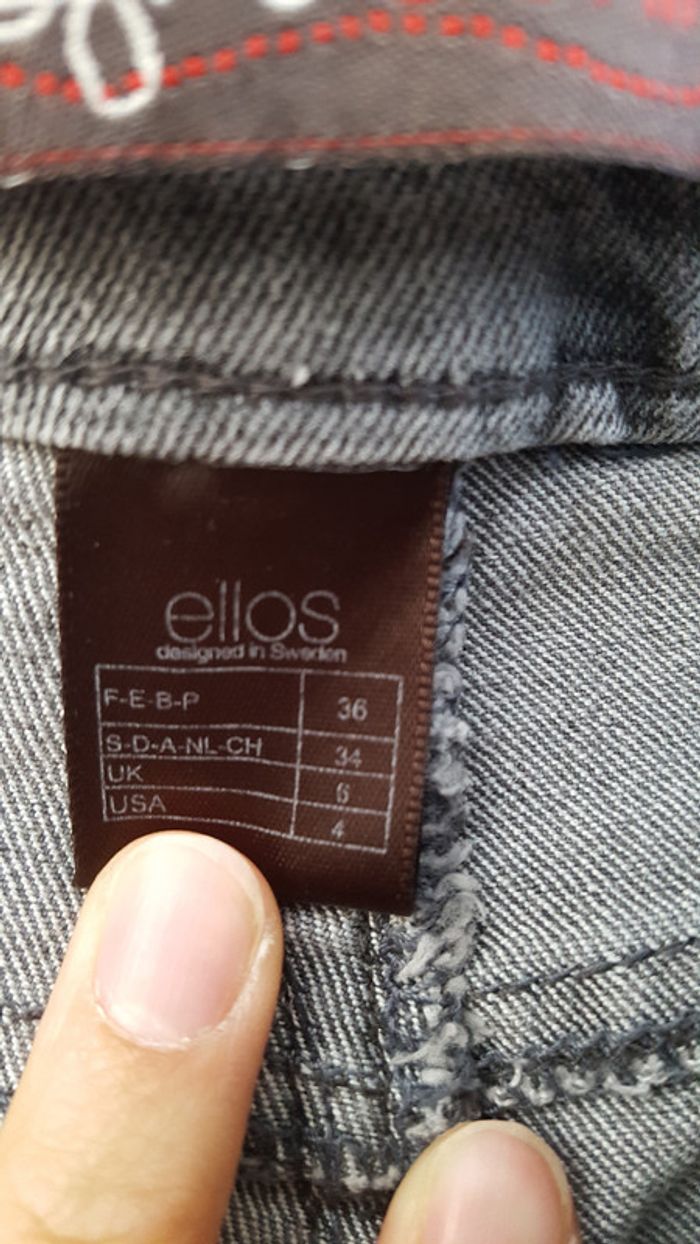 ellos
designed in Sweden
F-E-B-P 36
S-D-A-NL-CH 34
UK 6
USA 4